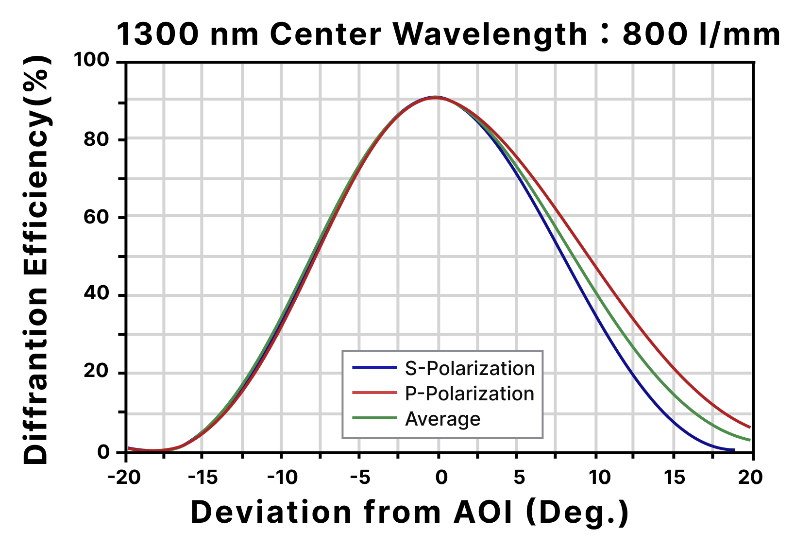 1300 nm Center Wavelength：800 l/mm
Diffrantion Efficiency(%)
100
80
60
40
20
0
S-Polarization
P-Polarization
Average
-20 -15 -10 -5 0 5 10 15 20
Deviation from AOI (Deg.)